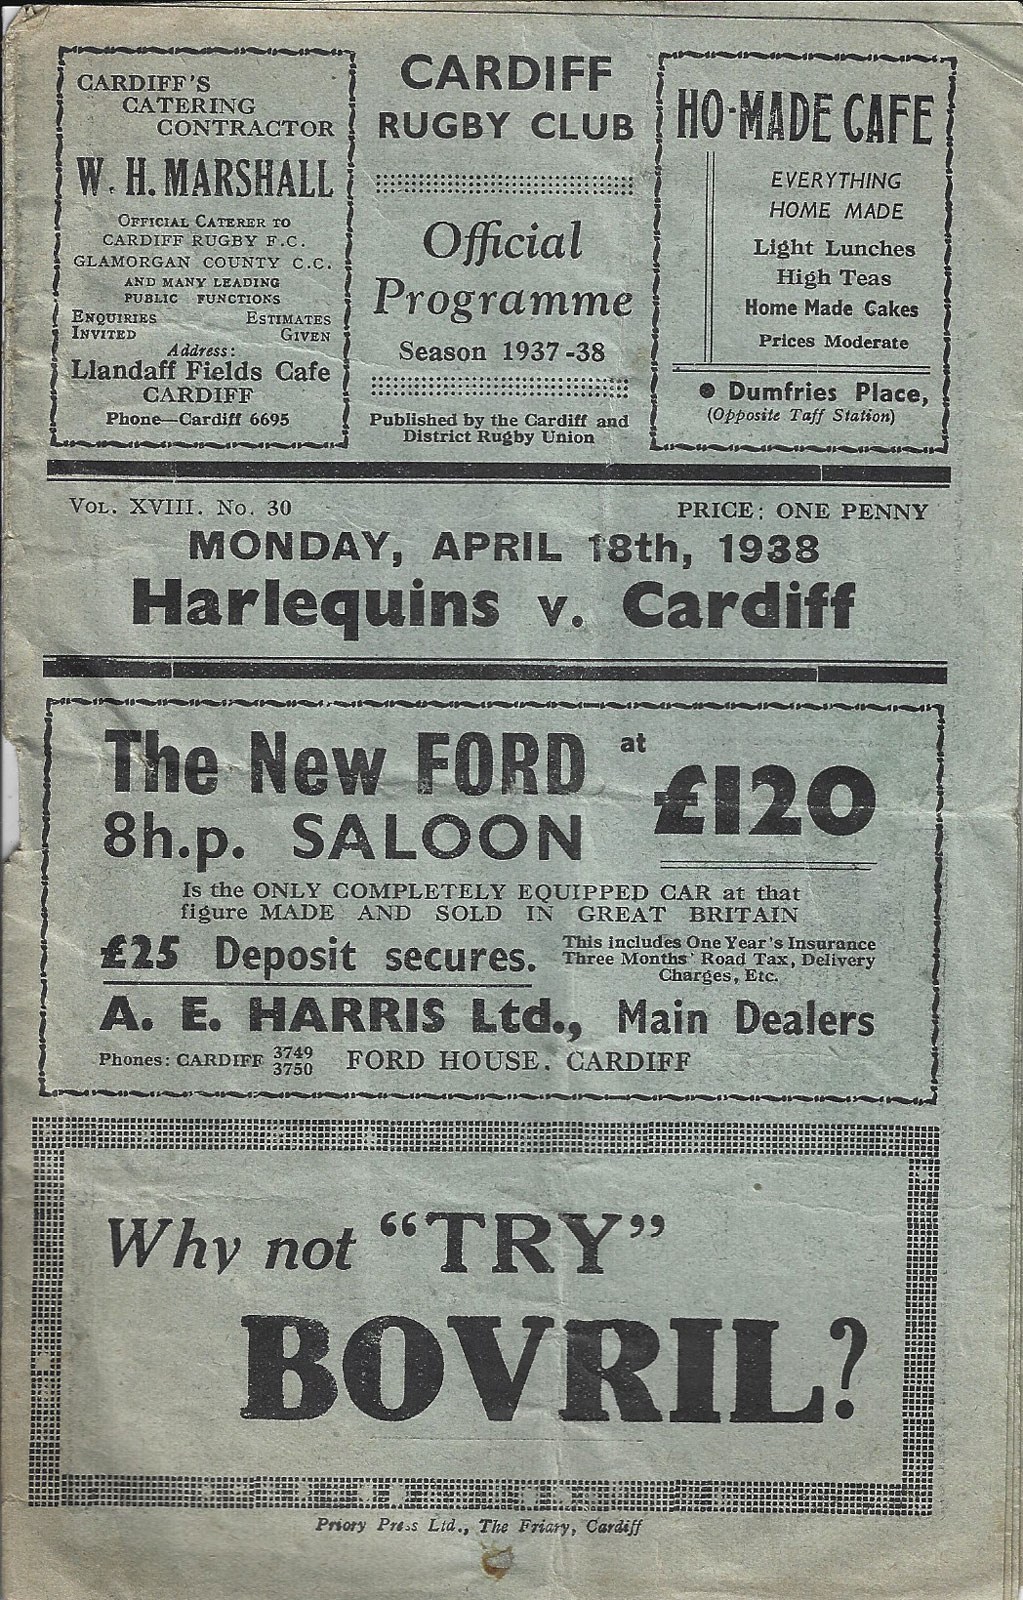 CARDIFF'S
CATERING
CONTRACTOR
W. H. MARSHALL
OFFICIAL CATERER TO
CARDIFF RUGBY F.C.
GLAMORGAN COUNTY C.C.
AND MANY LEADING
PUBLIC FUNCTIONS
ENQUIRIES ESTIMATES
INVITED GIVEN
Address:
Llandaff Fields Cafe
CARDIFF
Phone—Cardiff 6695
CARDIFF
RUGBY CLUB
Official
Programme
Season 1937-38
Published by the Cardiff and
District Rugby Union
HO-MADE CAFE
EVERYTHING
HOME MADE
Light Lunches
High Teas
Home Made Cakes
Prices Moderate
● Dumfries Place,
(Opposite Taff Station)
VOL. XVIII. No. 30 PRICE: ONE PENNY
MONDAY, APRIL 18th, 1938
Harlequins v. Cardiff
The New FORD at £120
8h.p. SALOON
Is the ONLY COMPLETELY EQUIPPED CAR at that
figure MADE AND SOLD IN GREAT BRITAIN
£25 Deposit secures.
This includes One Year's Insurance
Three Months' Road Tax, Delivery
Charges, Etc.
A. E. HARRIS Ltd., Main Dealers
Phones: CARDIFF 3749
3750
FORD HOUSE. CARDIFF
Why not "TRY"
BOVRIL?
Priory Press Ltd., The Friary, Cardiff